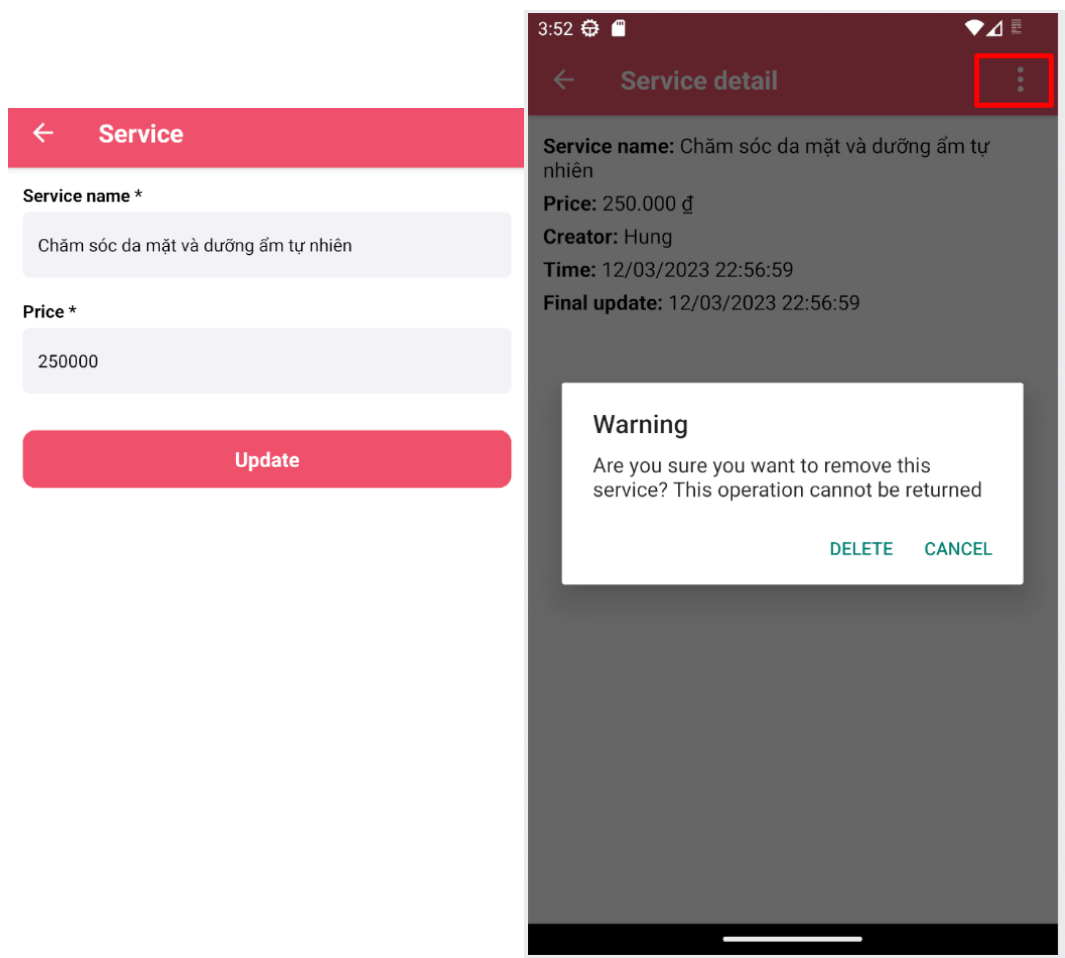 Service
Service name *
Chăm sóc da mặt và dưỡng ẩm tự nhiên
Price *
250000
Update
3:52
Service detail
Service name: Chăm sóc da mặt và dưỡng ẩm tự
nhiên
Price: 250.000 ₫
Creator: Hung
Time: 12/03/2023 22:56:59
Final update: 12/03/2023 22:56:59
Warning
Are you sure you want to remove this
service? This operation cannot be returned
DELETE CANCEL